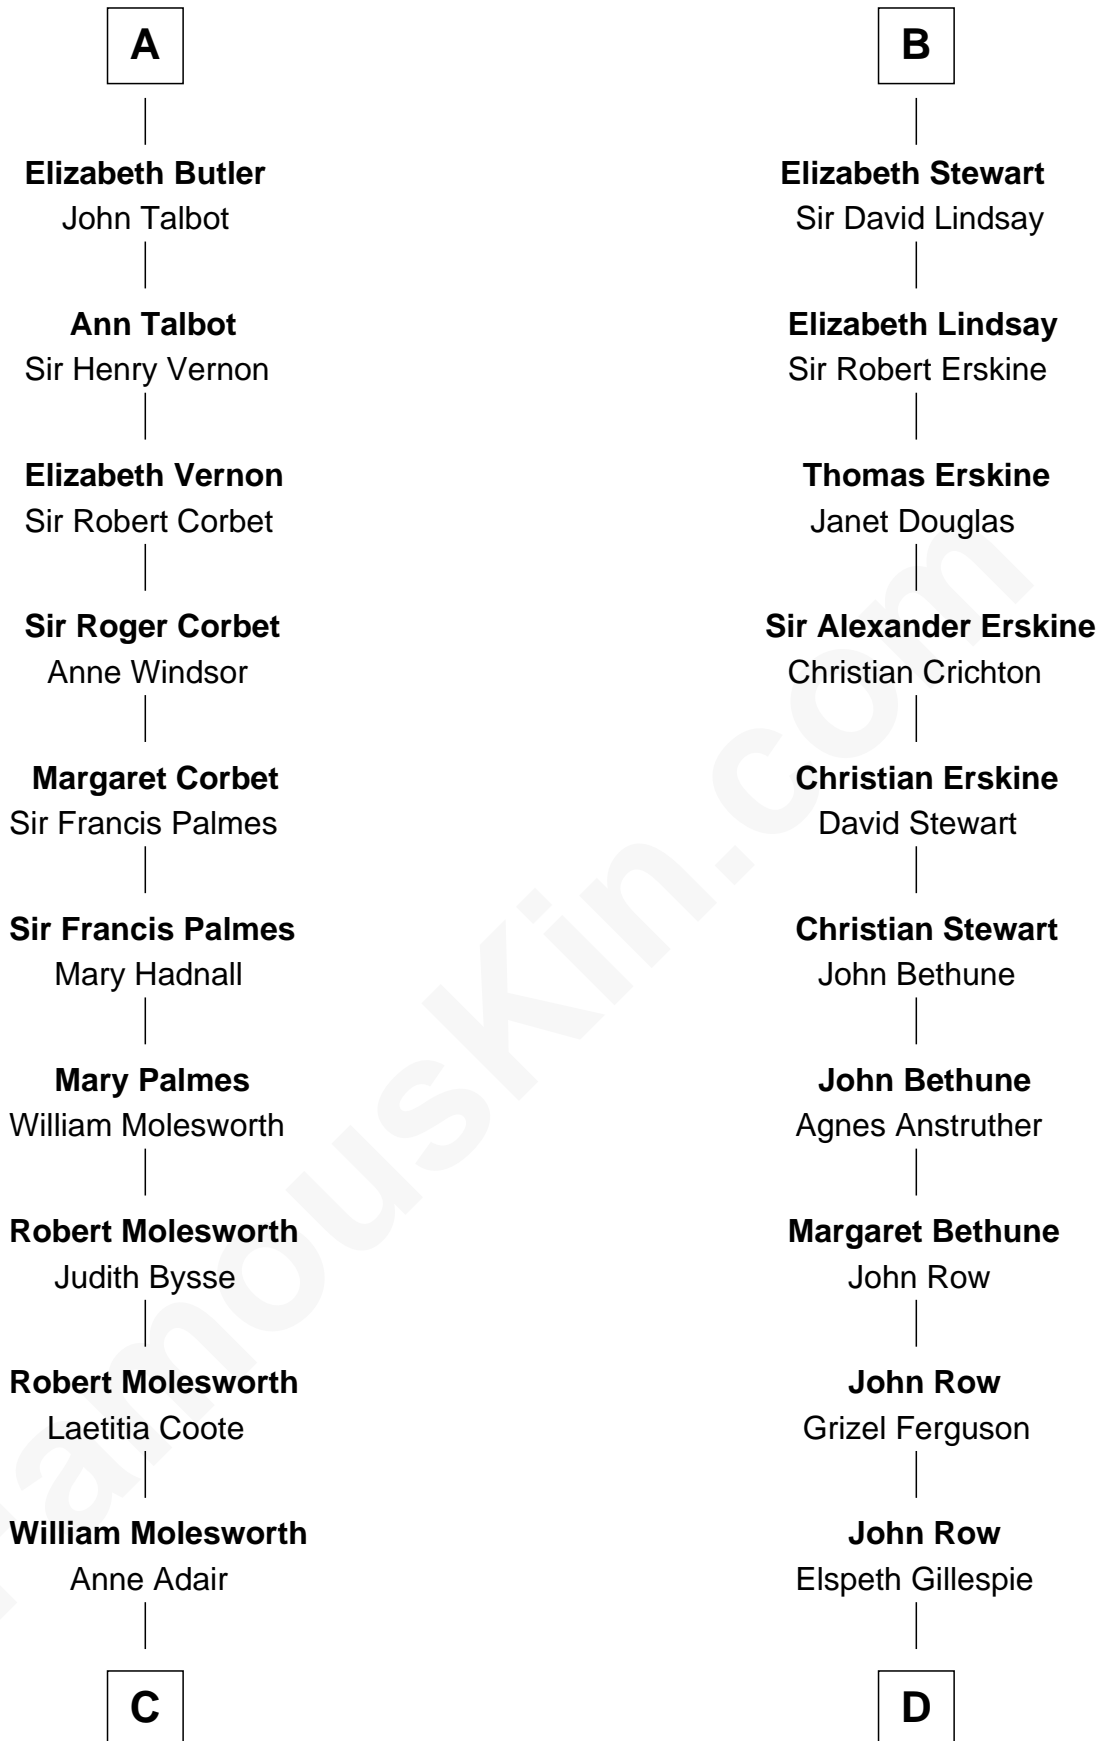 A
Elizabeth Butler
John Talbot
Ann Talbot
Sir Henry Vernon
Elizabeth Vernon
Sir Robert Corbet
Sir Roger Corbet
Anne Windsor
Margaret Corbet
Sir Francis Palmes
Sir Francis Palmes
Mary Hadnall
Mary Palmes
William Molesworth
Robert Molesworth
Judith Bysse
Robert Molesworth
Laetitia Coote
William Molesworth
Anne Adair
C
B
Elizabeth Stewart
Sir David Lindsay
Elizabeth Lindsay
Sir Robert Erskine
Thomas Erskine
Janet Douglas
Sir Alexander Erskine
Christian Crichton
Christian Erskine
David Stewart
Christian Stewart
John Bethune
John Bethune
Agnes Anstruther
Margaret Bethune
John Row
John Row
Grizel Ferguson
John Row
Elspeth Gillespie
D
FamousKin.com